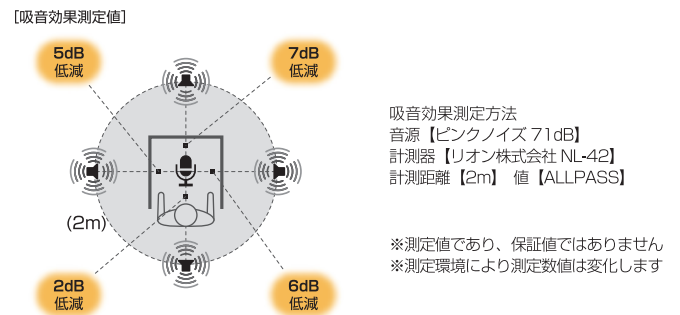 ［吸音効果測定値］
5dB
低減
7dB
低減
(2m)
2dB
低減
6dB
低減
吸音効果測定方法
音源【ピンクノイズ 71dB】
計測器【リオン株式会社 NL-42】
計測距離【2m】 値【ALLPASS】
※測定値であり、保証値ではありません
※測定環境により測定数値は変化します